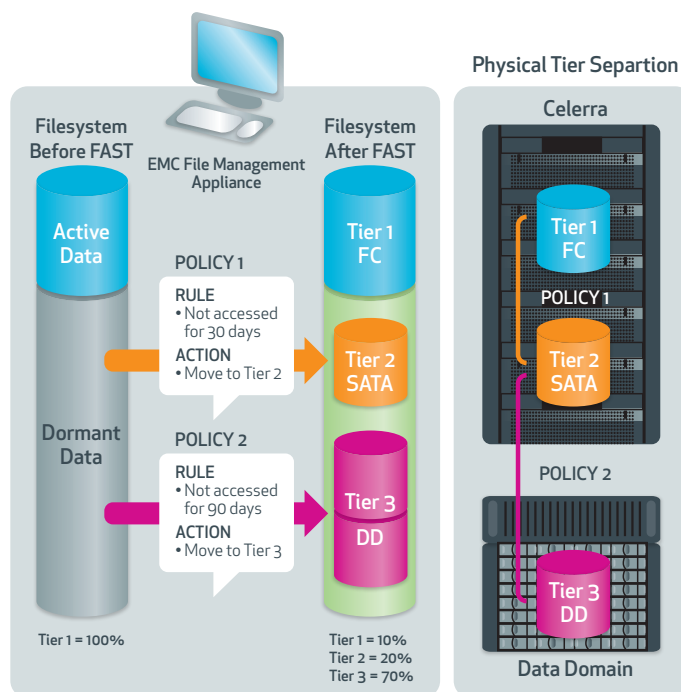 Physical Tier Separtion
Filesystem
Before FAST
EMC File Management
Appliance
Filesystem
After FAST
Active
Data
Dormant
Data
POLICY 1
RULE
• Not accessed
for 30 days
ACTION
• Move to Tier 2
POLICY 2
RULE
• Not accessed
for 90 days
ACTION
• Move to Tier 3
Tier 1
FC
Tier 2
SATA
Tier 3
DD
Tier 1 = 100%
Tier 1 = 10%
Tier 2 = 20%
Tier 3 = 70%
Celerra
Tier 1
FC
POLICY 1
Tier 2
SATA
POLICY 2
Tier 3
DD
Data Domain